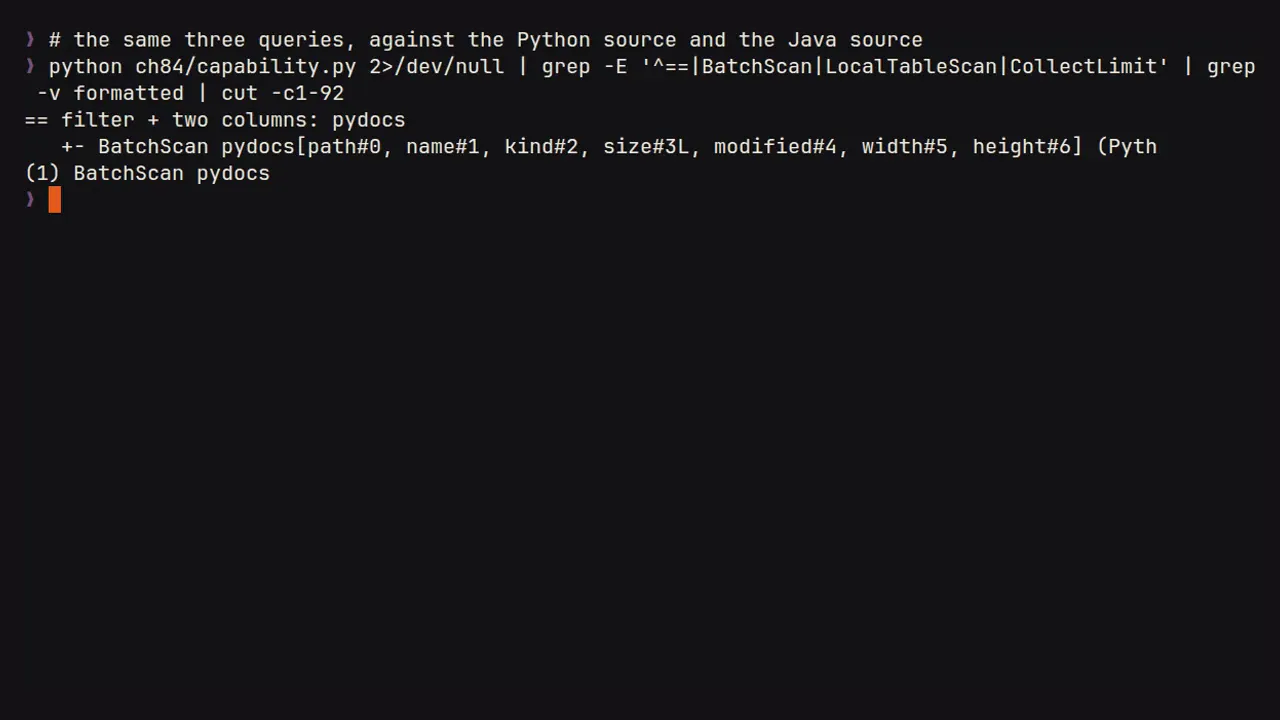 ❯ # the same three queries, against the Python source and the Java source
❯ python ch84/capability.py 2>/dev/null | grep -E '^==|BatchScan|LocalTableScan|CollectLimit' | grep
 -v formatted | cut -c1-92
== filter + two columns: pydocs
   +- BatchScan pydocs[path#0, name#1, kind#2, size#3L, modified#4, width#5, height#6] (Pyth
(1) BatchScan pydocs
❯